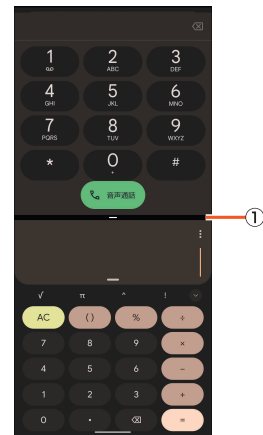 1 2 3
ABC DEF
4 5 6
GHI JKL MNO
7 8 9
PQRS TUV WXYZ
* 0 #
+
音声通話
①
√ π ^ !
AC ( ) % ÷
7 8 9 ×
4 5 6 −
1 2 3 +
0 . =